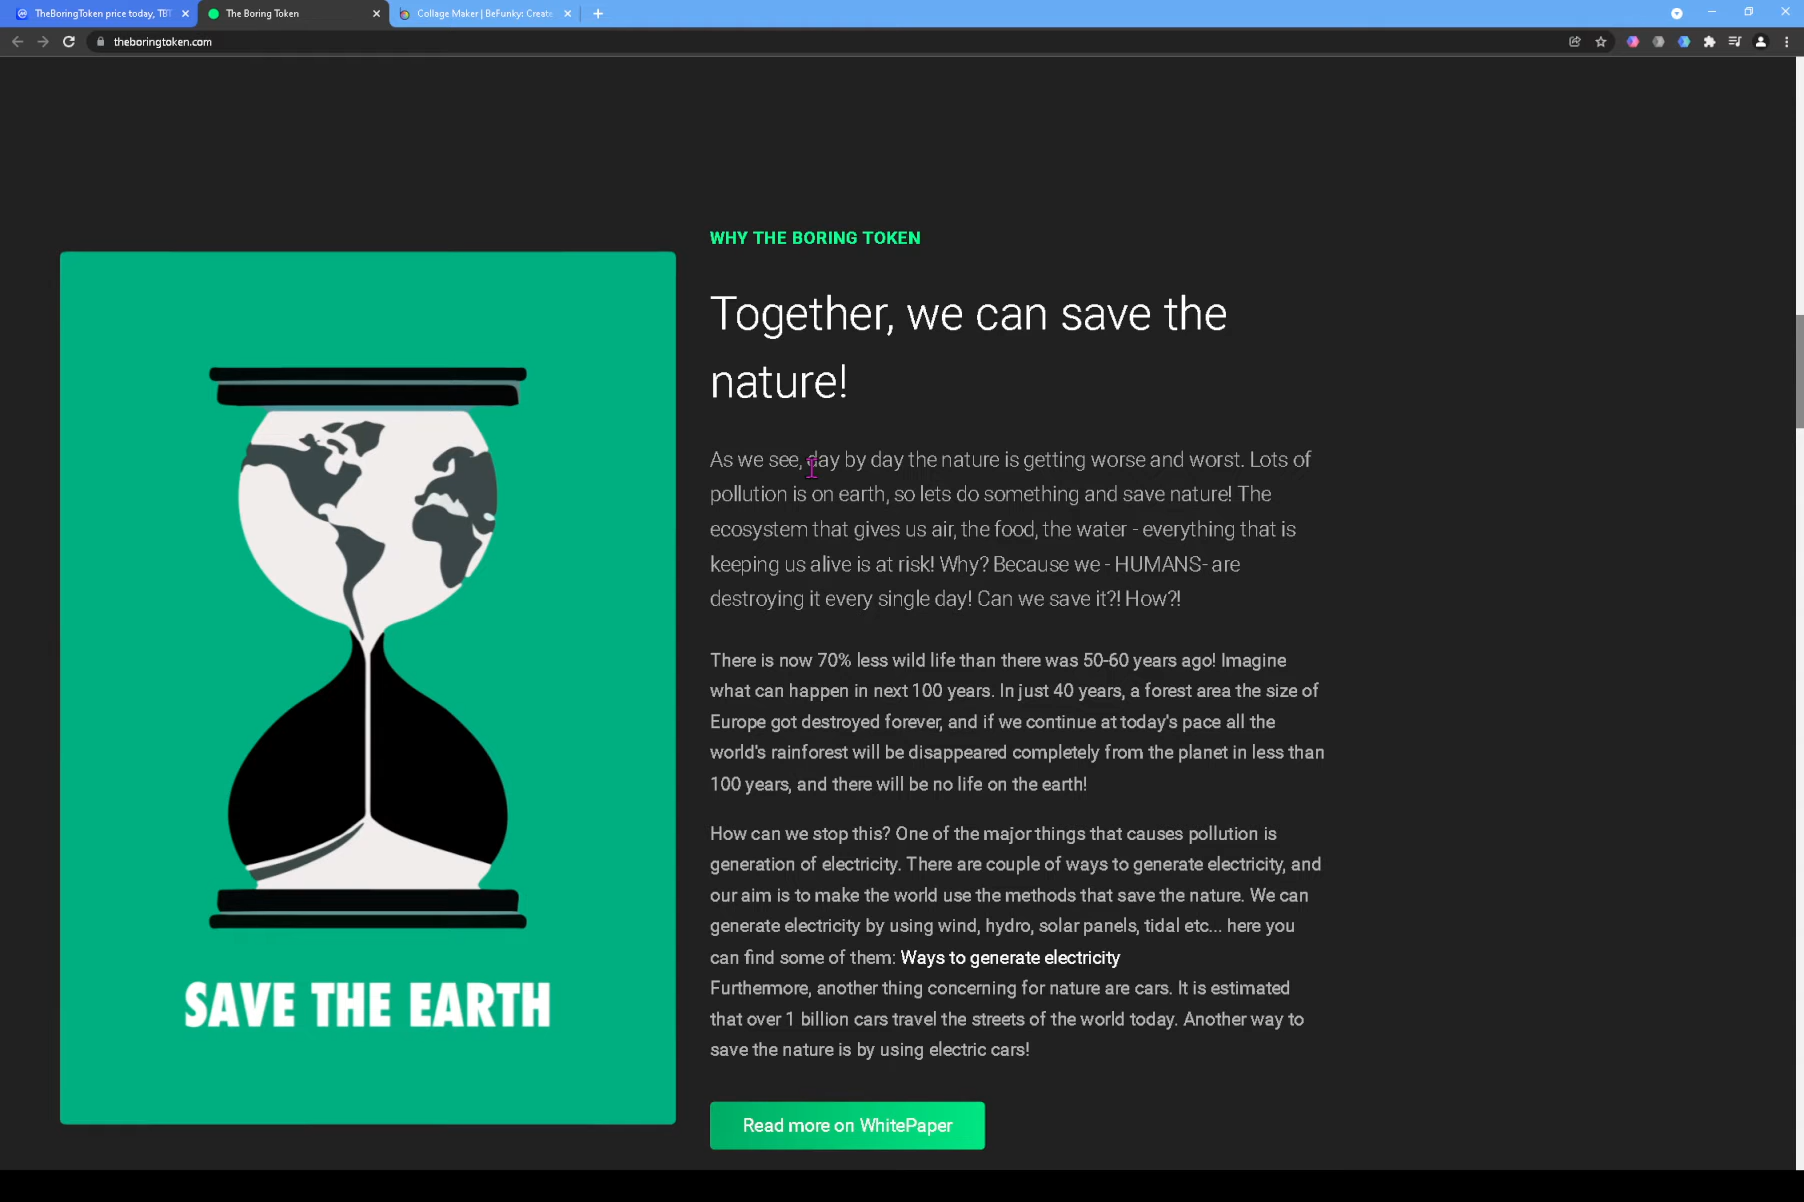 TheBoringToken price today, TBT
The Boring Token
Collage Maker | BeFunky: Create
theboringtoken.com
WHY THE BORING TOKEN
Together, we can save the
nature!
As we see, day by day the nature is getting worse and worst. Lots of
pollution is on earth, so lets do something and save nature! The
ecosystem that gives us air, the food, the water - everything that is
keeping us alive is at risk! Why? Because we - HUMANS- are
destroying it every single day! Can we save it?! How?!
There is now 70% less wild life than there was 50-60 years ago! Imagine
what can happen in next 100 years. In just 40 years, a forest area the size of
Europe got destroyed forever, and if we continue at today's pace all the
world's rainforest will be disappeared completely from the planet in less than
100 years, and there will be no life on the earth!
How can we stop this? One of the major things that causes pollution is
generation of electricity. There are couple of ways to generate electricity, and
our aim is to make the world use the methods that save the nature. We can
generate electricity by using wind, hydro, solar panels, tidal etc... here you
can find some of them: Ways to generate electricity
Furthermore, another thing concerning for nature are cars. It is estimated
that over 1 billion cars travel the streets of the world today. Another way to
save the nature is by using electric cars!
SAVE THE EARTH
Read more on WhitePaper